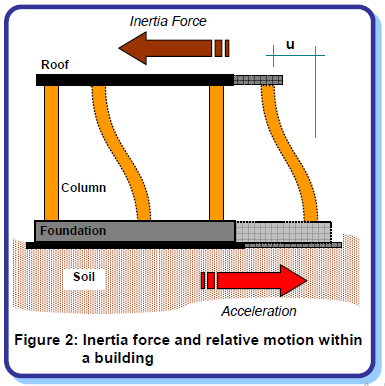 Inertia Force
u
Roof
Column
Foundation
Soil
Acceleration
Figure 2: Inertia force and relative motion within
a building